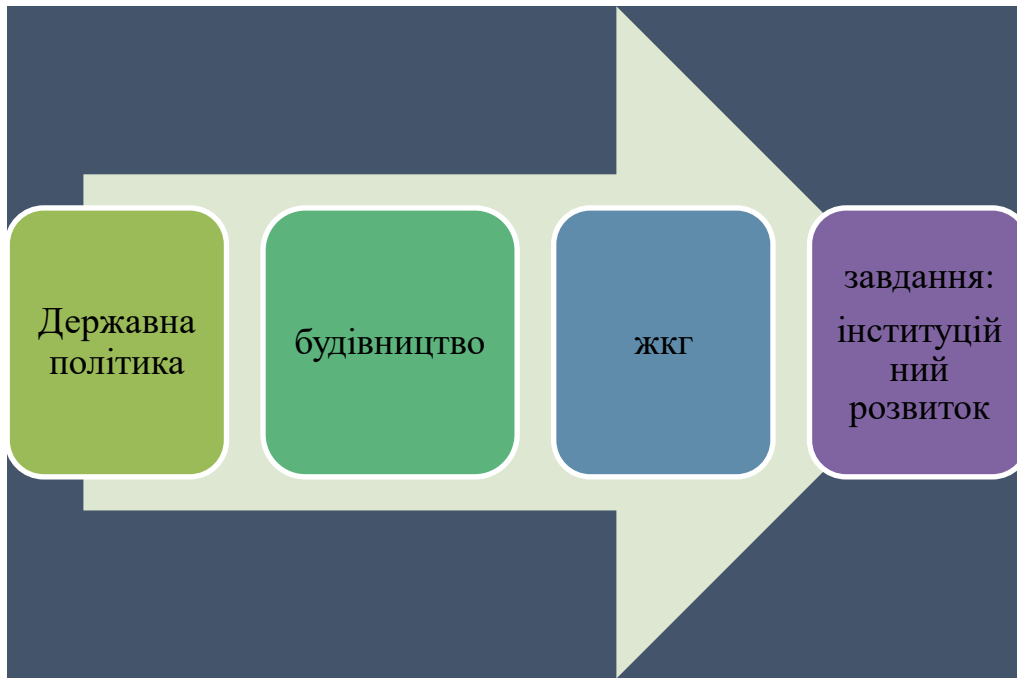 Державна
політика
будівництво
жкг
завдання:
інституцій
ний
розвиток